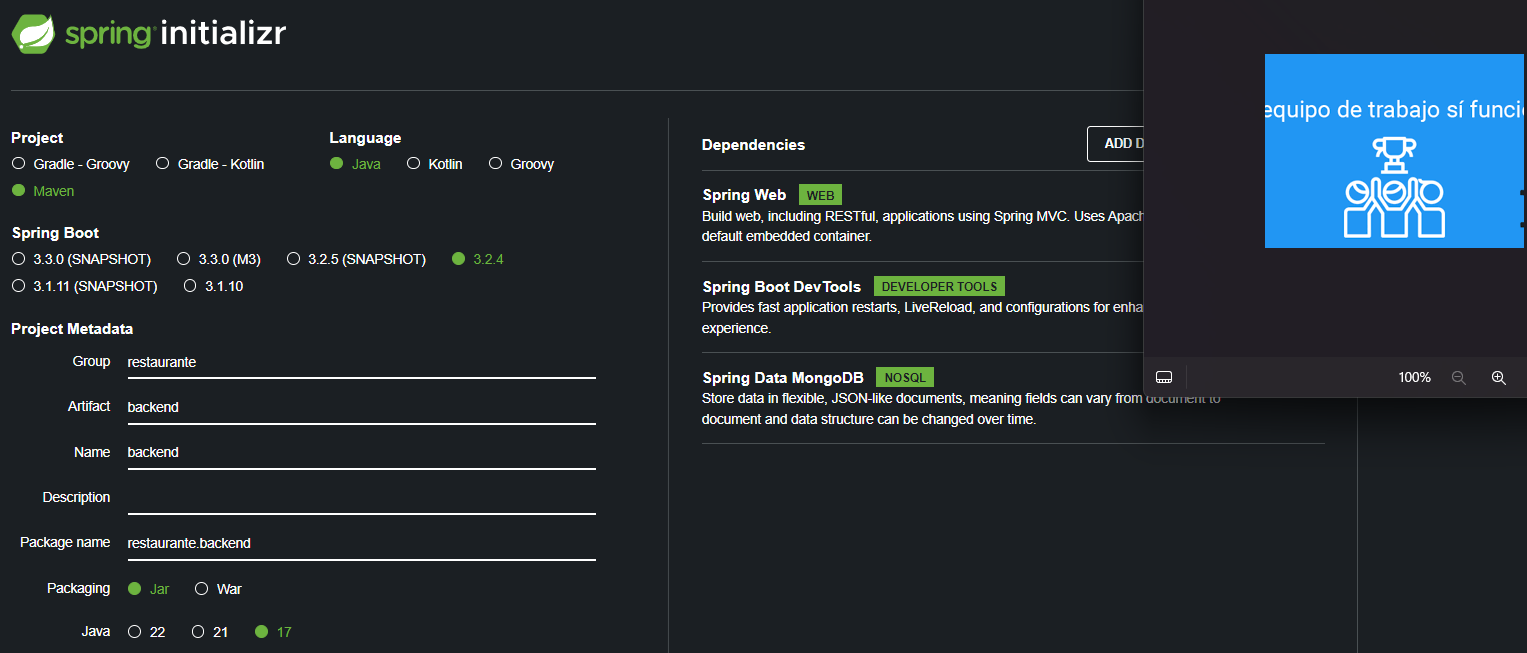 spring initializr
Project
Gradle - Groovy Gradle - Kotlin
Maven
Language
Java Kotlin Groovy
Spring Boot
3.3.0 (SNAPSHOT) 3.3.0 (M3) 3.2.5 (SNAPSHOT) 3.2.4
3.1.11 (SNAPSHOT) 3.1.10
Project Metadata
Group restaurante
Artifact backend
Name backend
Description
Package name restaurante.backend
Packaging Jar War
Java 22 21 17
Dependencies
ADD D
Spring Web WEB
Build web, including RESTful, applications using Spring MVC. Uses Apach
default embedded container.
Spring Boot DevTools DEVELOPER TOOLS
Provides fast application restarts, LiveReload, and configurations for enha
experience.
Spring Data MongoDB NOSQL
Store data in flexible, JSON-like documents, meaning fields can vary from document to
document and data structure can be changed over time.
equipo de trabajo sí funci
100%